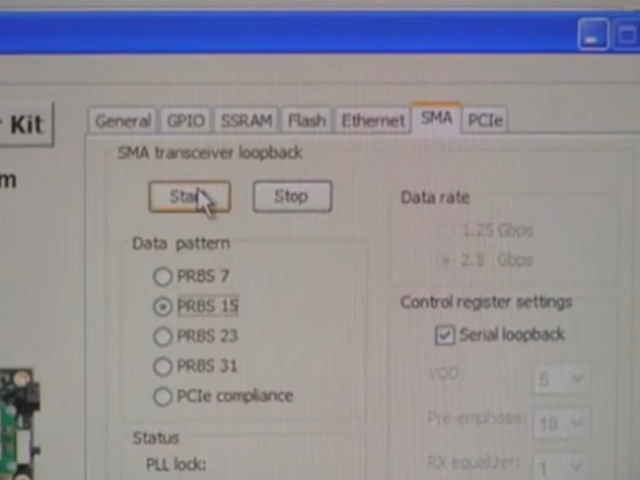 Kit
m
General GPIO SSRAM Flash Ethernet SMA PCIe
SMA transceiver loopback
Start Stop
Data rate
1.25 Gbps
2.5 Gbps
Data pattern
PRBS 7
PRBS 15
PRBS 23
PRBS 31
PCIe compliance
Control register settings
Serial loopback
VOD: 5
Pre-emphasis: 18
RX equalizer: 1
Status
PLL lock: